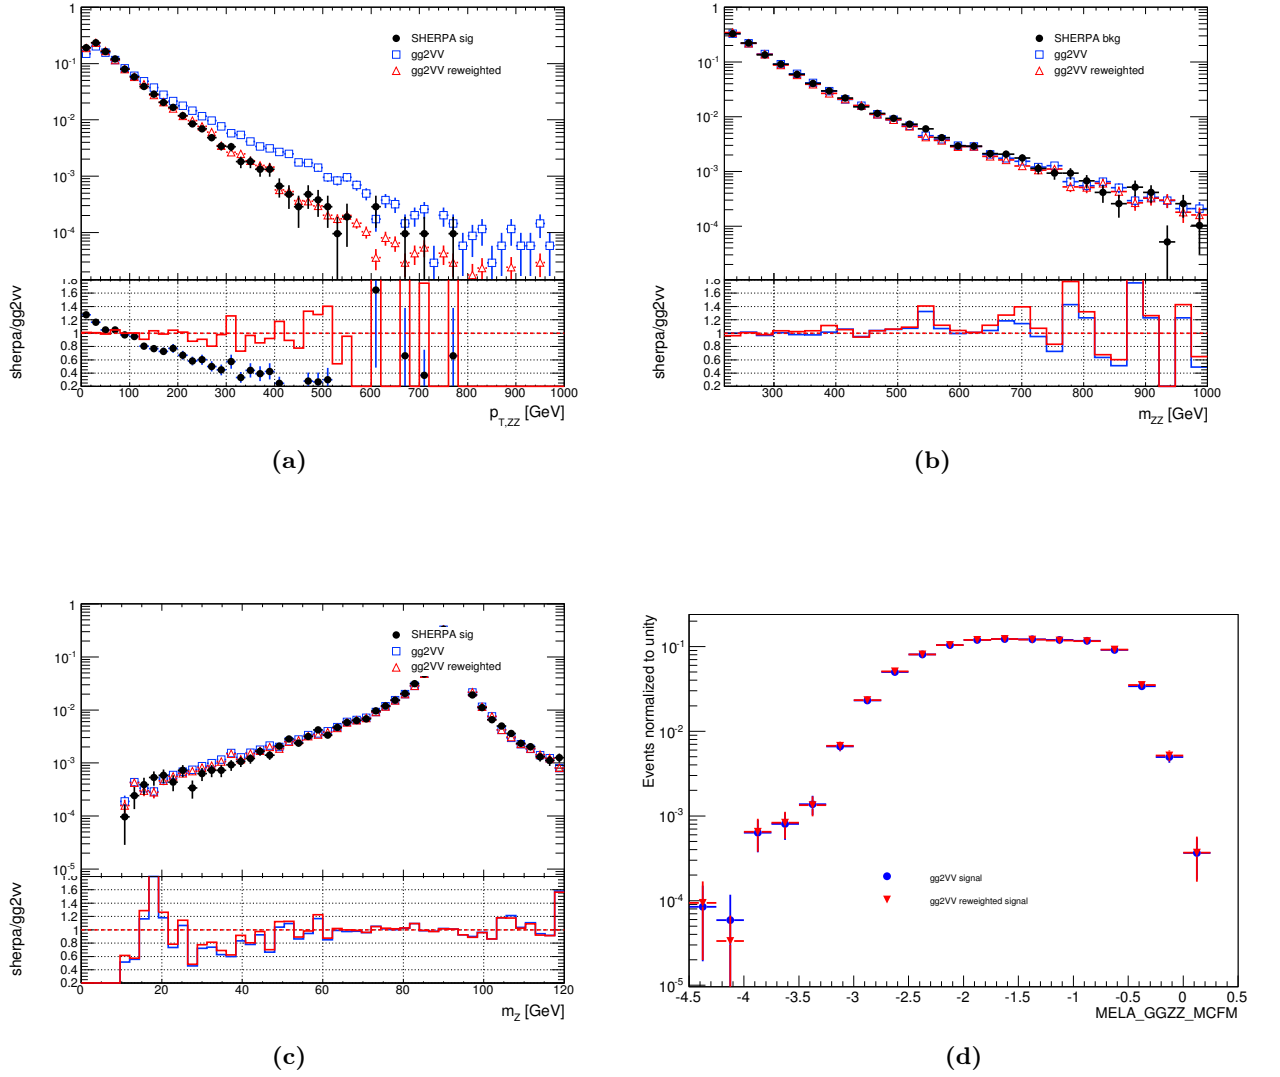 1
10⁻¹
10⁻²
10⁻³
10⁻⁴
SHERPA sig
gg2VV
gg2VV reweighted
sherpa/gg2vv
1.8
1.6
1.4
1.2
1
0.8
0.6
0.4
0.2
0 100 200 300 400 500 600 700 800 900 1000
p_T,ZZ [GeV]
(a)
1
10⁻¹
10⁻²
10⁻³
10⁻⁴
SHERPA bkg
gg2VV
gg2VV reweighted
sherpa/gg2vv
1.8
1.6
1.4
1.2
1
0.8
0.6
0.4
0.2
300 400 500 600 700 800 900 1000
m_ZZ [GeV]
(b)
1
10⁻¹
10⁻²
10⁻³
10⁻⁴
10⁻⁵
SHERPA sig
gg2VV
gg2VV reweighted
sherpa/gg2vv
1.8
1.6
1.4
1.2
1
0.8
0.6
0.4
0.2
0 20 40 60 80 100 120
m_Z [GeV]
(c)
Events normalized to unity
10⁻¹
10⁻²
10⁻³
10⁻⁴
10⁻⁵
gg2VV signal
gg2VV reweighted signal
-4.5 -4 -3.5 -3 -2.5 -2 -1.5 -1 -0.5 0 0.5
MELA_GGZZ_MCFM
(d)